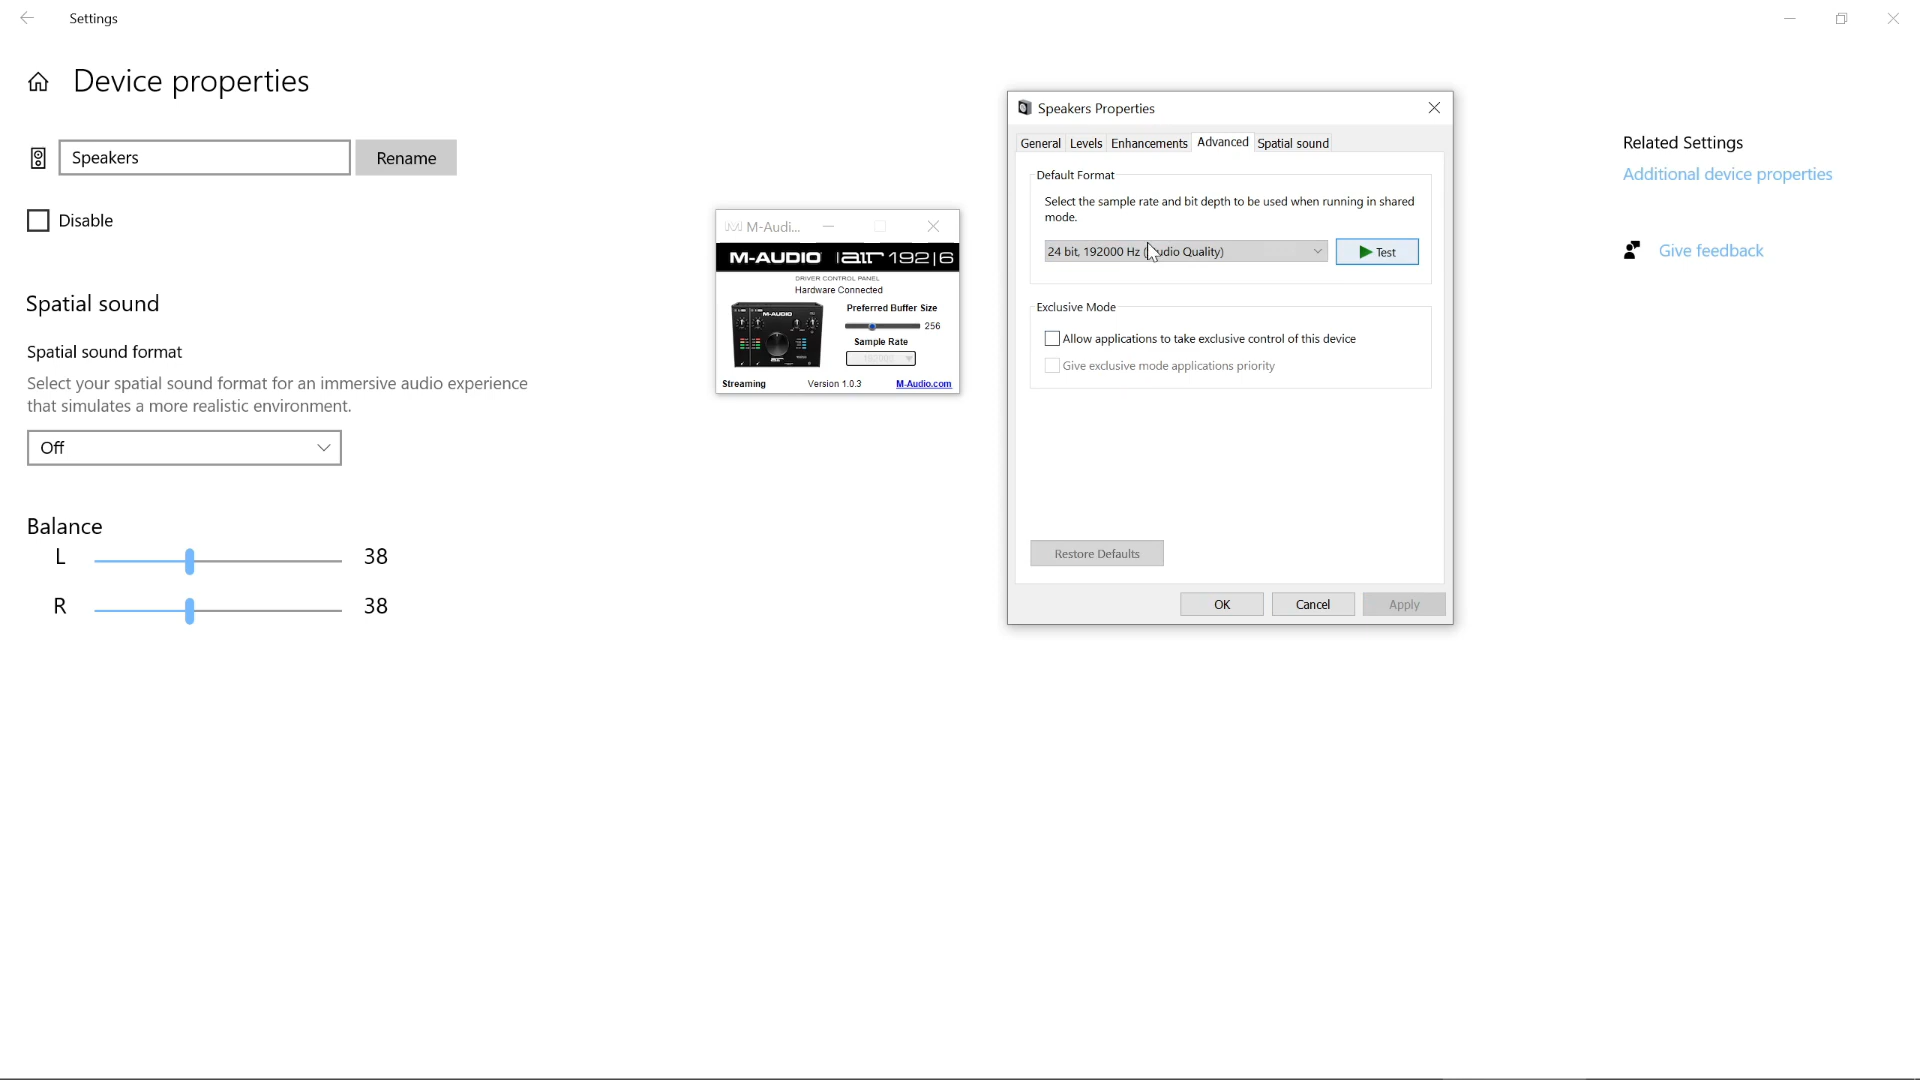 Settings
Device properties
Speakers
Rename
Disable
Spatial sound
Spatial sound format
Select your spatial sound format for an immersive audio experience
that simulates a more realistic environment.
Off
Balance
L
38
R
38
M-Audi...
M-AUDIO air 192|6
DRIVER CONTROL PANEL
Hardware Connected
M-AUDIO
Preferred Buffer Size
256
Sample Rate
Streaming
Version 1.0.3
M-Audio.com
Speakers Properties
General Levels Enhancements Advanced Spatial sound
Default Format
Select the sample rate and bit depth to be used when running in shared
mode.
24 bit, 192000 Hz
Quality)
Test
Exclusive Mode
Allow applications to take exclusive control of this device
Give exclusive mode applications priority
Restore Defaults
OK
Cancel
Apply
Related Settings
Additional device properties
Give feedback